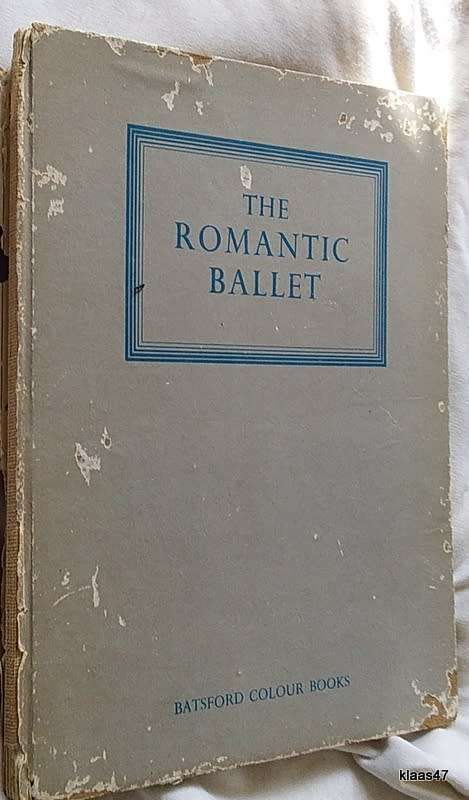 THE
ROMANTIC
BALLET
BATSFORD COLOUR BOOKS
klaas47